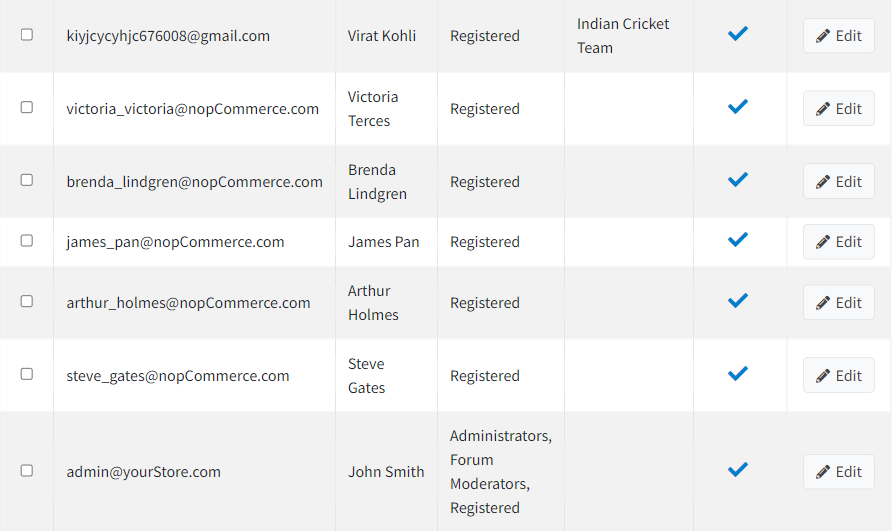 kiyjcycyhjc676008@gmail.com Virat Kohli Registered Indian Cricket Team Edit
victoria_victoria@nopCommerce.com Victoria Terces Registered Edit
brenda_lindgren@nopCommerce.com Brenda Lindgren Registered Edit
james_pan@nopCommerce.com James Pan Registered Edit
arthur_holmes@nopCommerce.com Arthur Holmes Registered Edit
steve_gates@nopCommerce.com Steve Gates Registered Edit
admin@yourStore.com John Smith Administrators, Forum Moderators, Registered Edit